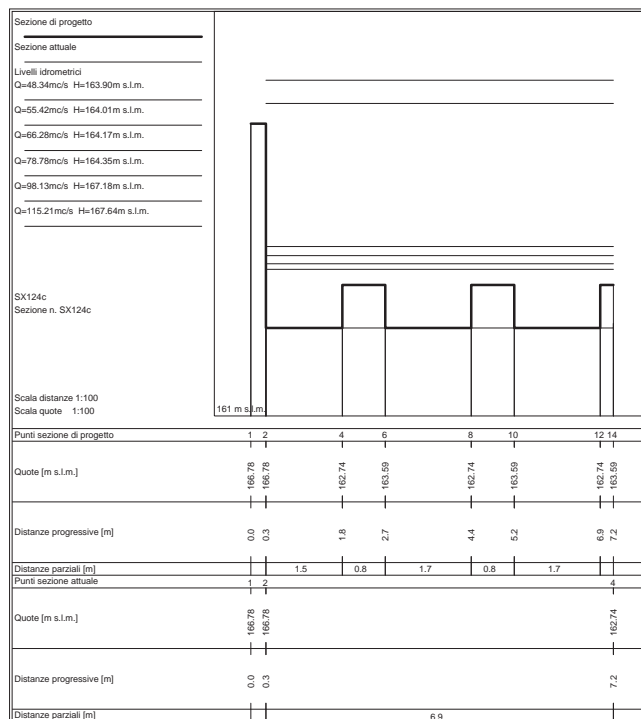 Sezione di progetto
Sezione attuale
Livelli idrometrici
Q=48.34mc/s H=163.90m s.l.m.
Q=55.42mc/s H=164.01m s.l.m.
Q=66.28mc/s H=164.17m s.l.m.
Q=78.78mc/s H=164.35m s.l.m.
Q=98.13mc/s H=167.18m s.l.m.
Q=115.21mc/s H=167.64m s.l.m.
SX124c
Sezione n. SX124c
Scala distanze 1:100
Scala quote 1:100
161 m s.l.m.
Punti sezione di progetto 1 2 4 6 8 10 12 14
Quote [m s.l.m.] 166.78 166.78 162.74 163.59 162.74 163.59 162.74 163.59
Distanze progressive [m] 0.0 0.3 1.8 2.7 4.4 5.2 6.9 7.2
Distanze parziali [m] 1.5 0.8 1.7 0.8 1.7
Punti sezione attuale 1 2 4
Quote [m s.l.m.] 166.78 166.78 162.74
Distanze progressive [m] 0.0 0.3 7.2
Distanze parziali [m] 6.9